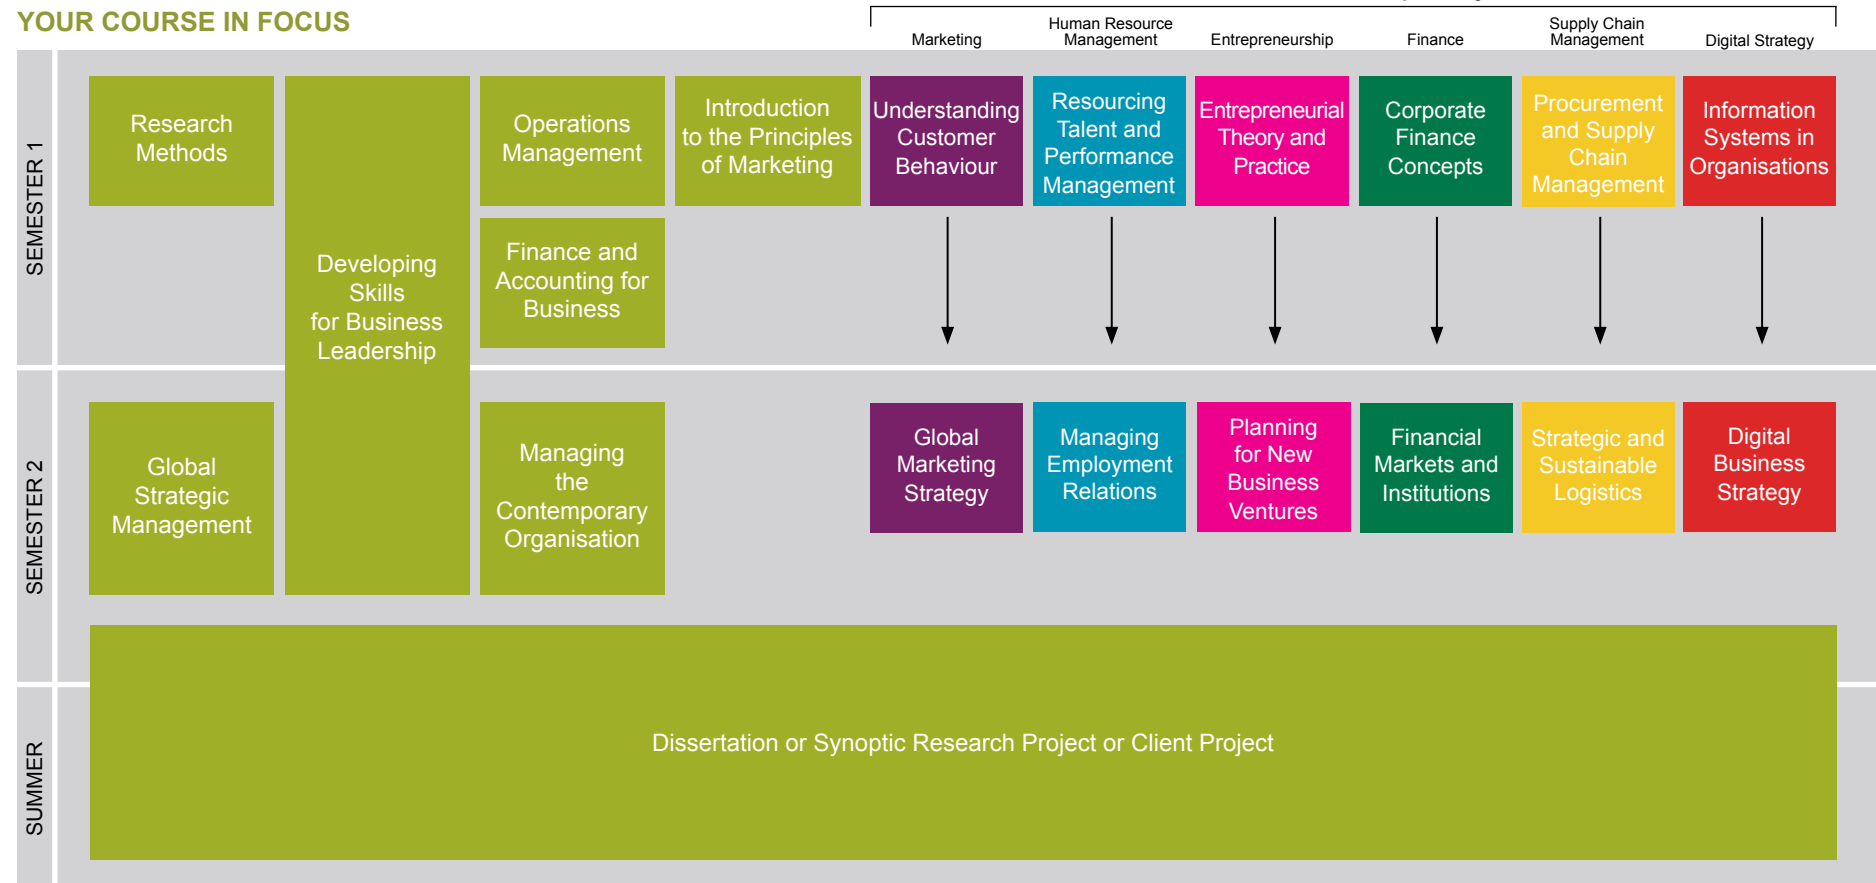 YOUR COURSE IN FOCUS
Marketing
Human Resource
Management
Entrepreneurship
Finance
Supply Chain
Management
Digital Strategy
SEMESTER 1
Research
Methods
Developing
Skills
for Business
Leadership
Operations
Management
Finance and
Accounting for
Business
Introduction
to the Principles
of Marketing
Understanding
Customer
Behaviour
Resourcing
Talent and
Performance
Management
Entrepreneurial
Theory and
Practice
Corporate
Finance
Concepts
Procurement
and Supply
Chain
Management
Information
Systems in
Organisations
SEMESTER 2
Global
Strategic
Management
Managing
the
Contemporary
Organisation
Global
Marketing
Strategy
Managing
Employment
Relations
Planning
for New
Business
Ventures
Financial
Markets and
Institutions
Strategic and
Sustainable
Logistics
Digital
Business
Strategy
SUMMER
Dissertation or Synoptic Research Project or Client Project